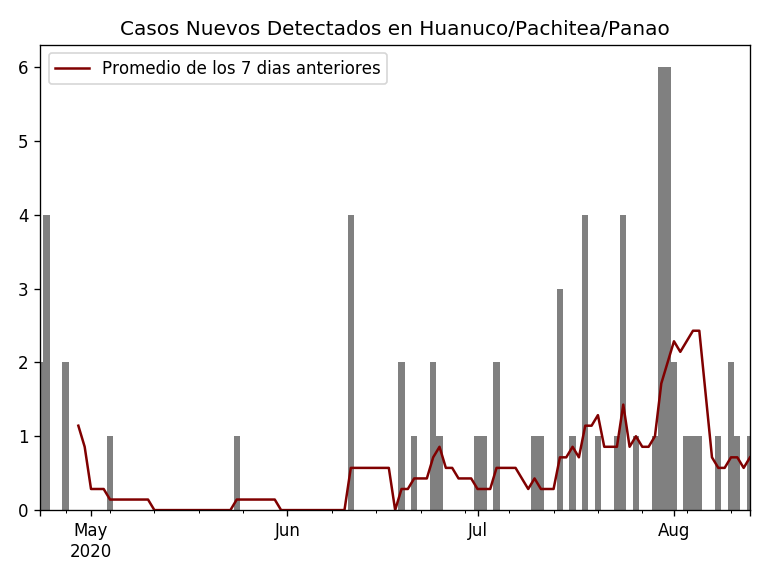 Casos Nuevos Detectados en Huanuco/Pachitea/Panao
Promedio de los 7 dias anteriores
6
5
4
3
2
1
0
May Jun Jul Aug
2020